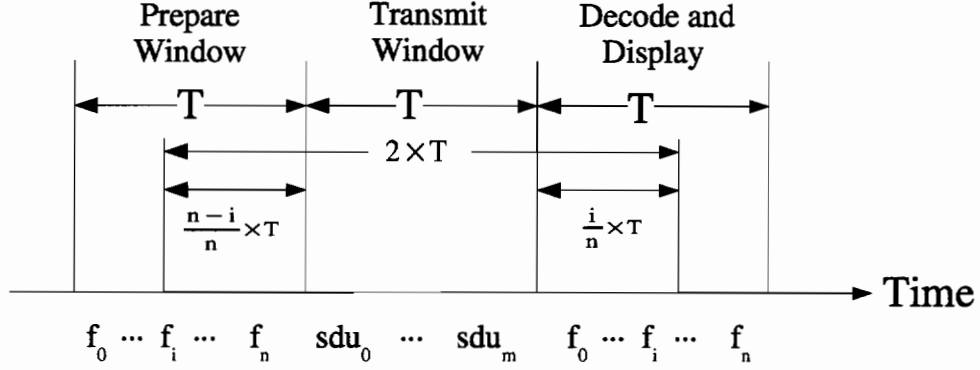 Prepare Window
Transmit Window
Decode and Display
T
T
T
2×T
n − i
n
×T
i
n
×T
Time
f₀ ··· fᵢ ··· fₙ
sdu₀ ··· sduₘ
f₀ ··· fᵢ ··· fₙ